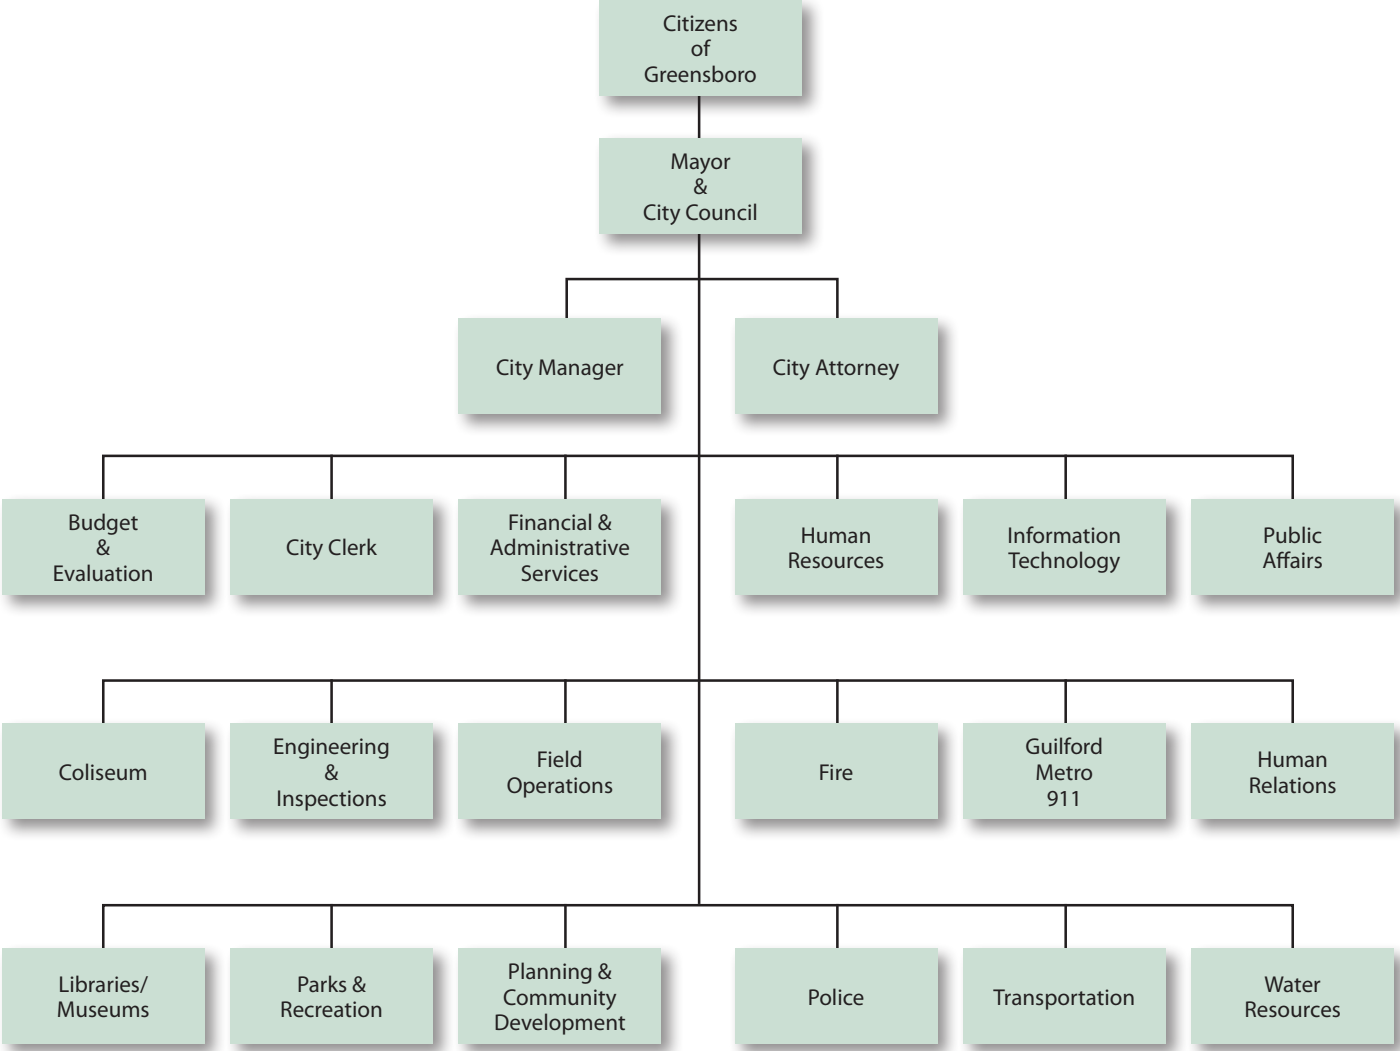 Citizens
of
Greensboro
Mayor
&
City Council
City Manager
City Attorney
Budget
&
Evaluation
City Clerk
Financial &
Administrative
Services
Human
Resources
Information
Technology
Public
Affairs
Coliseum
Engineering
&
Inspections
Field
Operations
Fire
Guilford
Metro
911
Human
Relations
Libraries/
Museums
Parks &
Recreation
Planning &
Community
Development
Police
Transportation
Water
Resources